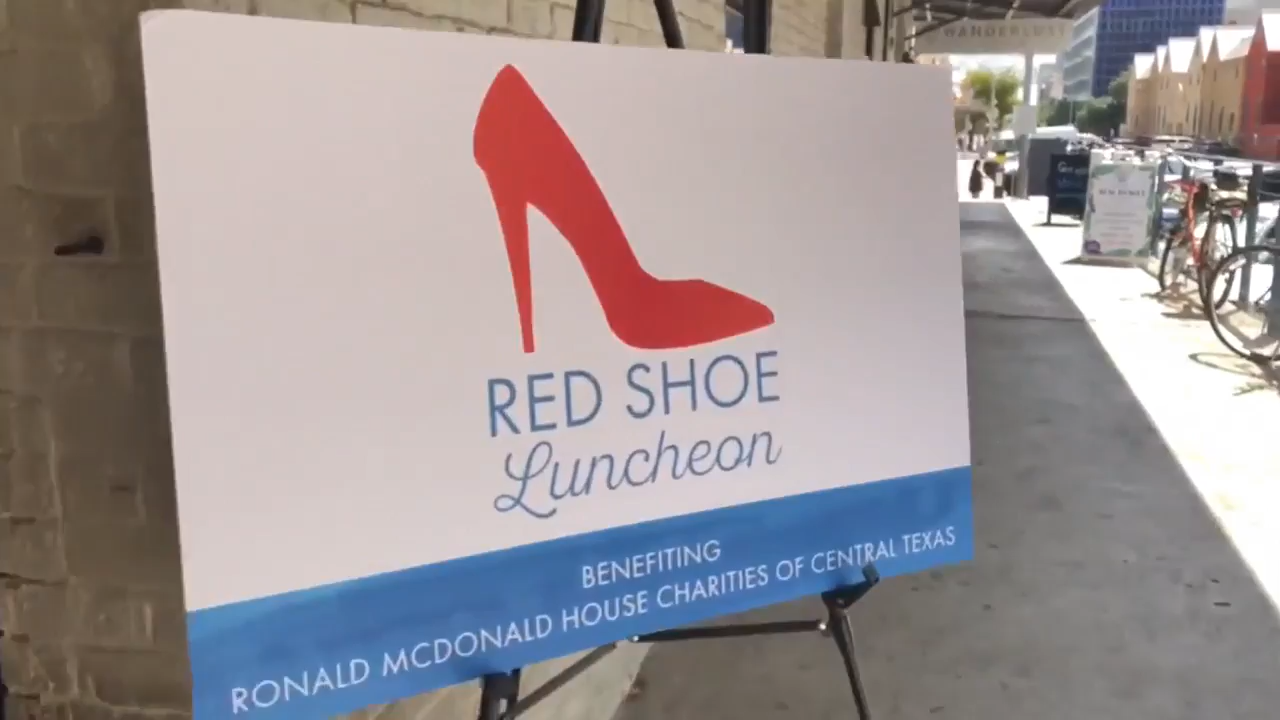 WANDERLUST
RED SHOE
Luncheon
BENEFITING
RONALD MCDONALD HOUSE CHARITIES OF CENTRAL TEXAS